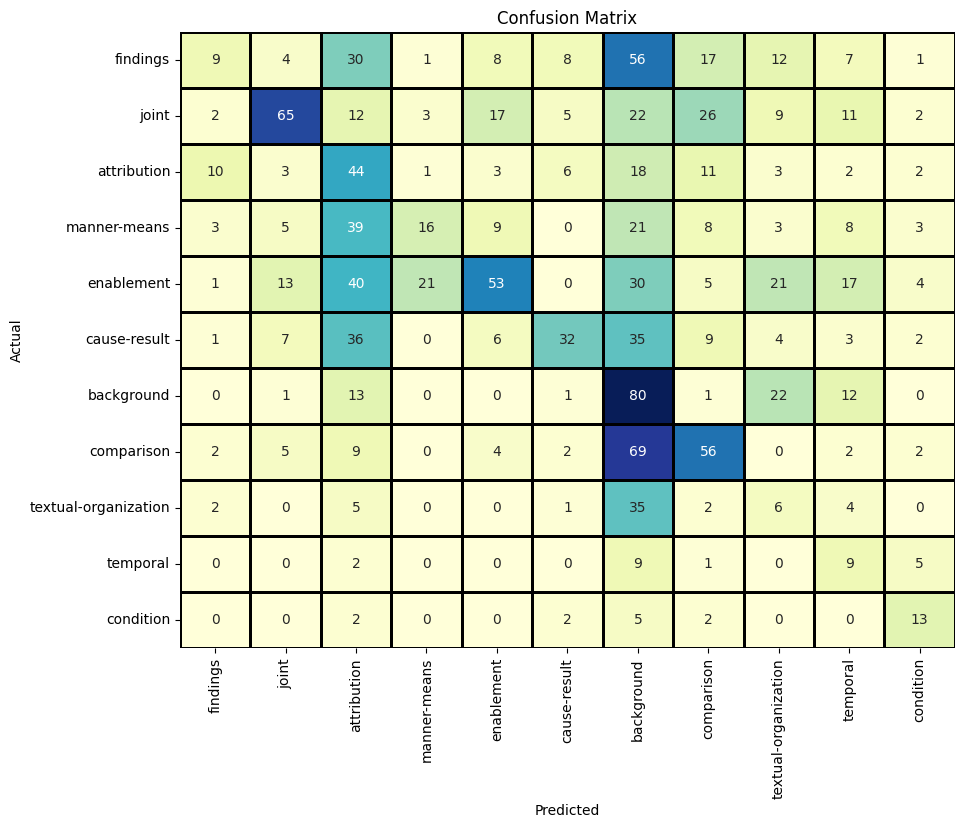 Confusion Matrix
findings 9 4 30 1 8 8 56 17 12 7 1
joint 2 65 12 3 17 5 22 26 9 11 2
attribution 10 3 44 1 3 6 18 11 3 2 2
manner-means 3 5 39 16 9 0 21 8 3 8 3
enablement 1 13 40 21 53 0 30 5 21 17 4
cause-result 1 7 36 0 6 32 35 9 4 3 2
background 0 1 13 0 0 1 80 1 22 12 0
comparison 2 5 9 0 4 2 69 56 0 2 2
textual-organization 2 0 5 0 0 1 35 2 6 4 0
temporal 0 0 2 0 0 0 9 1 0 9 5
condition 0 0 2 0 0 2 5 2 0 0 13
Actual
findings joint attribution manner-means enablement cause-result background comparison textual-organization temporal condition
Predicted